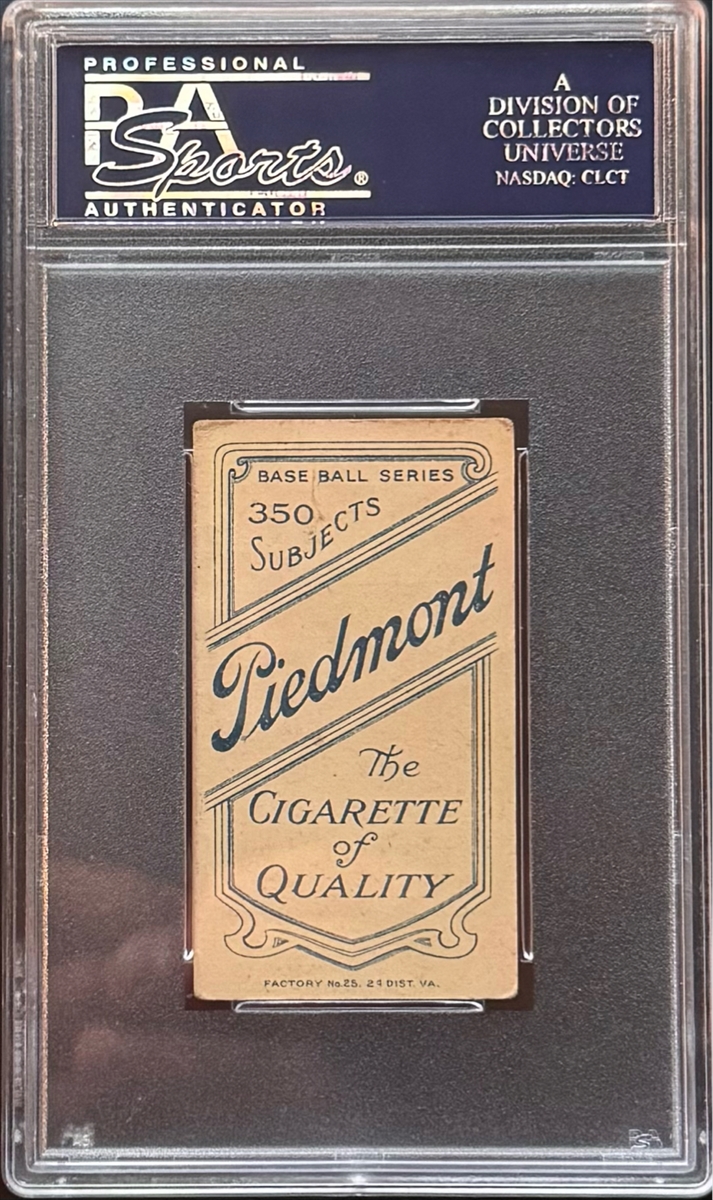 PROFESSIONAL
PSA
Sports®
AUTHENTICATOR
A
DIVISION OF
COLLECTORS
UNIVERSE
NASDAQ: CLCT
BASE BALL SERIES
350
SUBJECTS
Piedmont
The
CIGARETTE
of
QUALITY
FACTORY No.25. 2d DIST. VA.